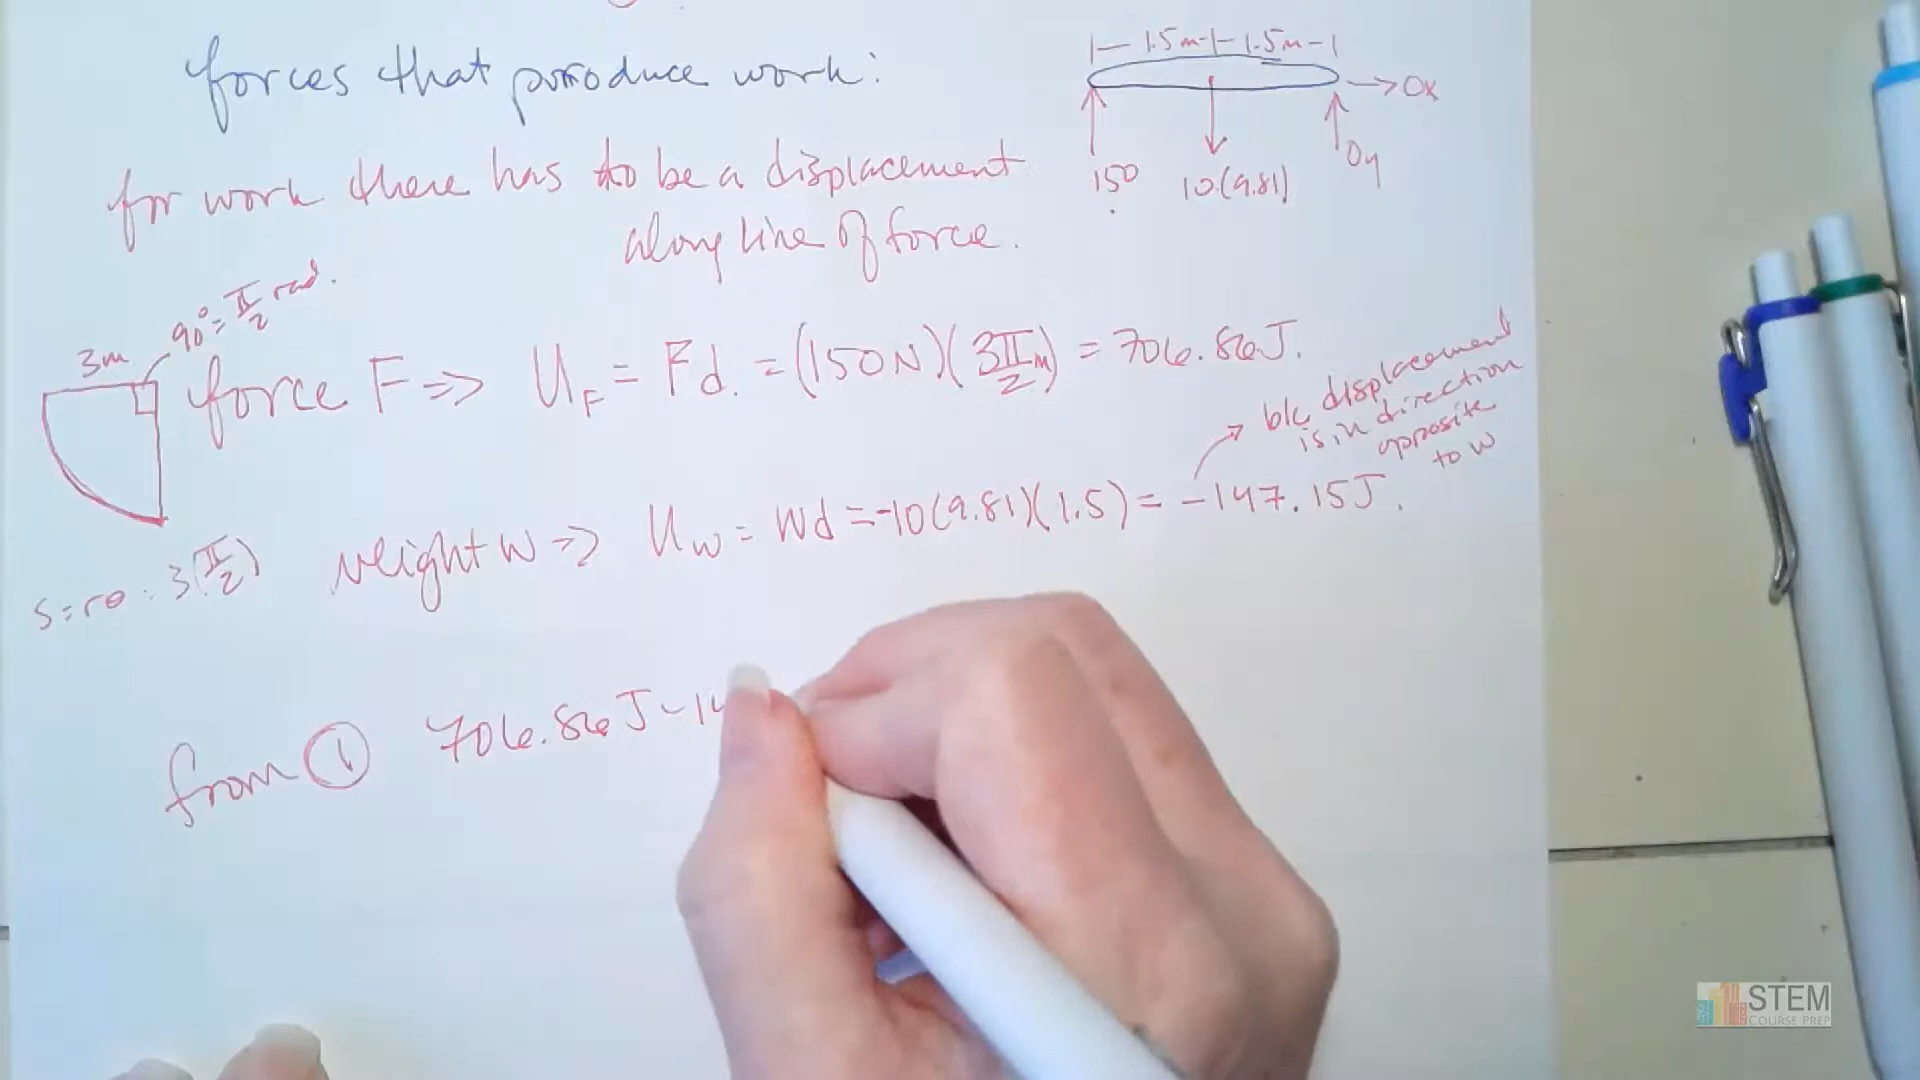 forces that produce work:
|— 1.5m -|- 1.5m -|
→ Ox
Oy
150
10(9.81)
for work there has to be a displacement
along line of force.
90° = π/2 rad.
3m
force F => U_F = Fd. = (150N)(3π/2 m) = 706.86J.
→ b/c displacement
is in direction
opposite
to W
weight W => U_W = Wd = -10(9.81)(1.5) = -147.15J.
s=rθ = 3(π/2)
from ① 706.86J - 14
STEM
COURSE PREP